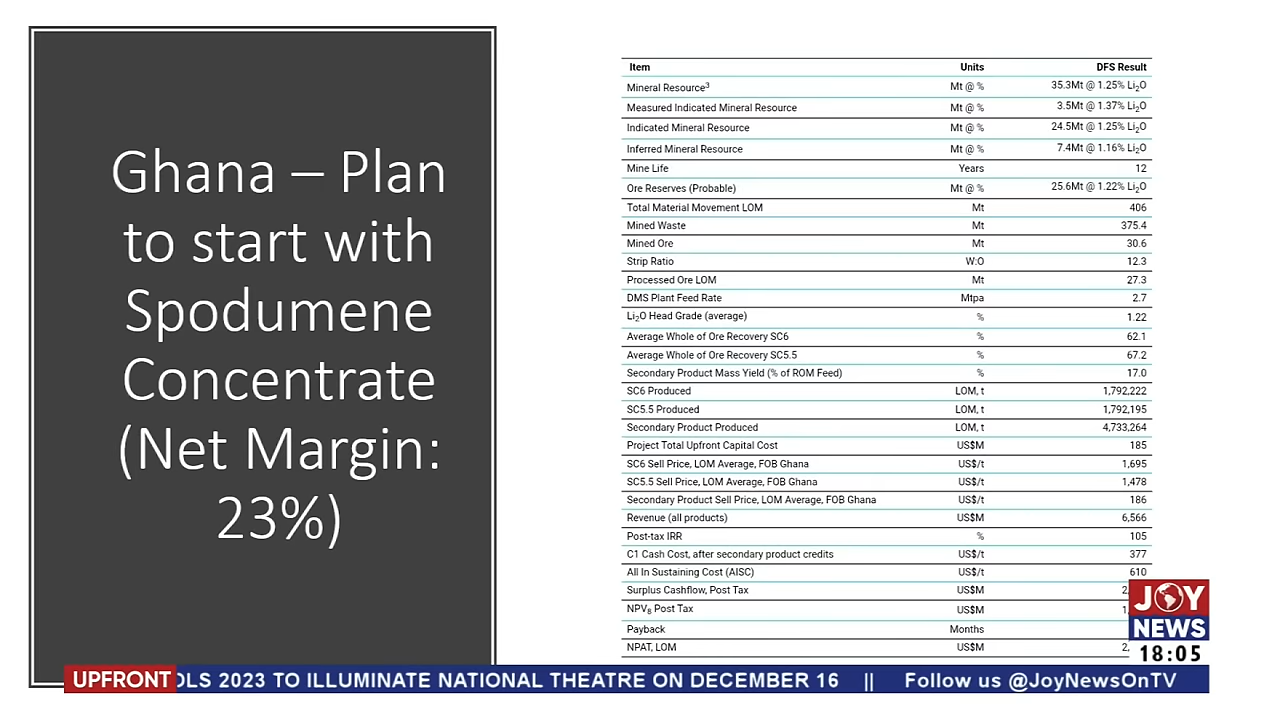 Ghana – Plan
to start with
Spodumene
Concentrate
(Net Margin:
23%)
Item Units DFS Result
Mineral Resource³ Mt @ % 35.3Mt @ 1.25% Li₂O
Measured Indicated Mineral Resource Mt @ % 3.5Mt @ 1.37% Li₂O
Indicated Mineral Resource Mt @ % 24.5Mt @ 1.25% Li₂O
Inferred Mineral Resource Mt @ % 7.4Mt @ 1.16% Li₂O
Mine Life Years 12
Ore Reserves (Probable) Mt @ % 25.6Mt @ 1.22% Li₂O
Total Material Movement LOM Mt 406
Mined Waste Mt 375.4
Mined Ore Mt 30.6
Strip Ratio W:O 12.3
Processed Ore LOM Mt 27.3
DMS Plant Feed Rate Mtpa 2.7
Li₂O Head Grade (average) % 1.22
Average Whole of Ore Recovery SC6 % 62.1
Average Whole of Ore Recovery SC5.5 % 67.2
Secondary Product Mass Yield (% of ROM Feed) % 17.0
SC6 Produced LOM, t 1,792,222
SC5.5 Produced LOM, t 1,792,195
Secondary Product Produced LOM, t 4,733,264
Project Total Upfront Capital Cost US$M 185
SC6 Sell Price, LOM Average, FOB Ghana US$/t 1,695
SC5.5 Sell Price, LOM Average, FOB Ghana US$/t 1,478
Secondary Product Sell Price, LOM Average, FOB Ghana US$/t 186
Revenue (all products) US$M 6,566
Post-tax IRR % 105
C1 Cash Cost, after secondary product credits US$/t 377
All In Sustaining Cost (AISC) US$/t 610
Surplus Cashflow, Post Tax US$M 2,
NPV₈ Post Tax US$M 1,
Payback Months
NPAT, LOM US$M 2,
JOY
NEWS
18:05
UPFRONT OLS 2023 TO ILLUMINATE NATIONAL THEATRE ON DECEMBER 16 || Follow us @JoyNewsOnTV